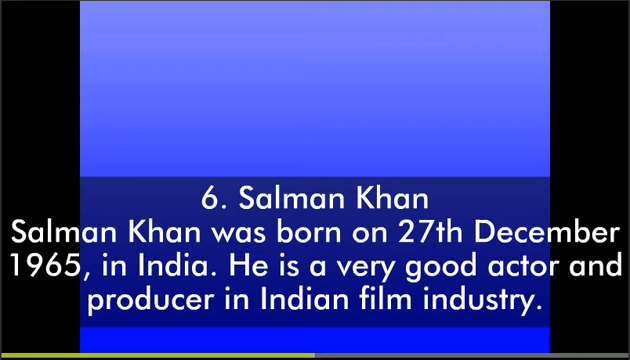 6. Salman Khan
Salman Khan was born on 27th December
1965, in India. He is a very good actor and
producer in Indian film industry.